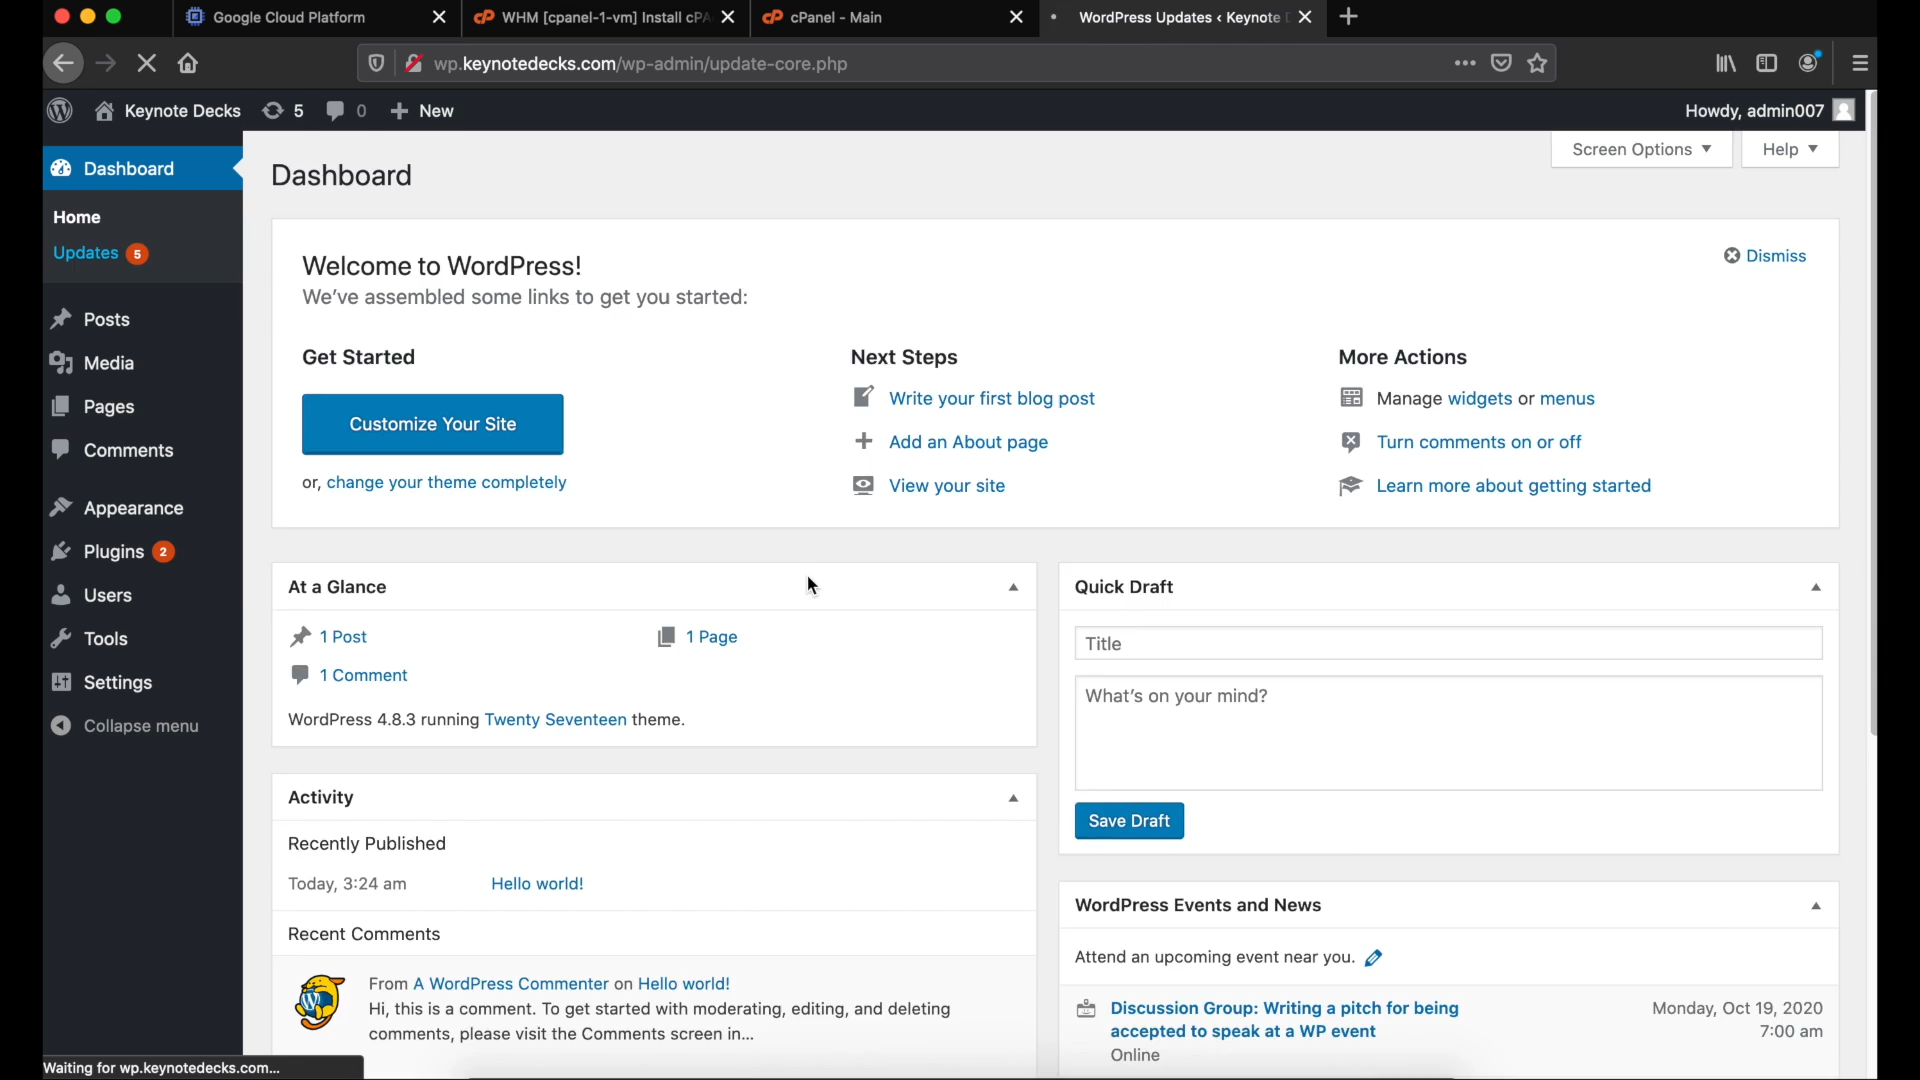 Google Cloud Platform
WHM [cpanel-1-vm] Install cPA
cPanel - Main
WordPress Updates ‹ Keynote D
wp.keynotedecks.com/wp-admin/update-core.php
Keynote Decks
5
0
New
Howdy, admin007
Dashboard
Home
Updates 5
Posts
Media
Pages
Comments
Appearance
Plugins 2
Users
Tools
Settings
Collapse menu
Dashboard
Screen Options
Help
Welcome to WordPress!
We've assembled some links to get you started:
Dismiss
Get Started
Customize Your Site
or, change your theme completely
Next Steps
Write your first blog post
Add an About page
View your site
More Actions
Manage widgets or menus
Turn comments on or off
Learn more about getting started
At a Glance
1 Post
1 Page
1 Comment
WordPress 4.8.3 running Twenty Seventeen theme.
Activity
Recently Published
Today, 3:24 am Hello world!
Recent Comments
From A WordPress Commenter on Hello world!
Hi, this is a comment. To get started with moderating, editing, and deleting
comments, please visit the Comments screen in...
Quick Draft
Title
What's on your mind?
Save Draft
WordPress Events and News
Attend an upcoming event near you.
Discussion Group: Writing a pitch for being
accepted to speak at a WP event
Online
Monday, Oct 19, 2020
7:00 am
Waiting for wp.keynotedecks.com...